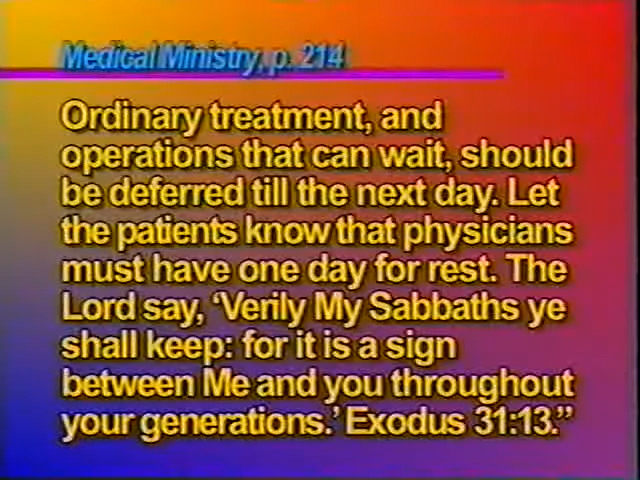 Medical Ministry, p. 214
Ordinary treatment, and
operations that can wait, should
be deferred till the next day. Let
the patients know that physicians
must have one day for rest. The
Lord say, ‘Verily My Sabbaths ye
shall keep: for it is a sign
between Me and you throughout
your generations.’ Exodus 31:13.”